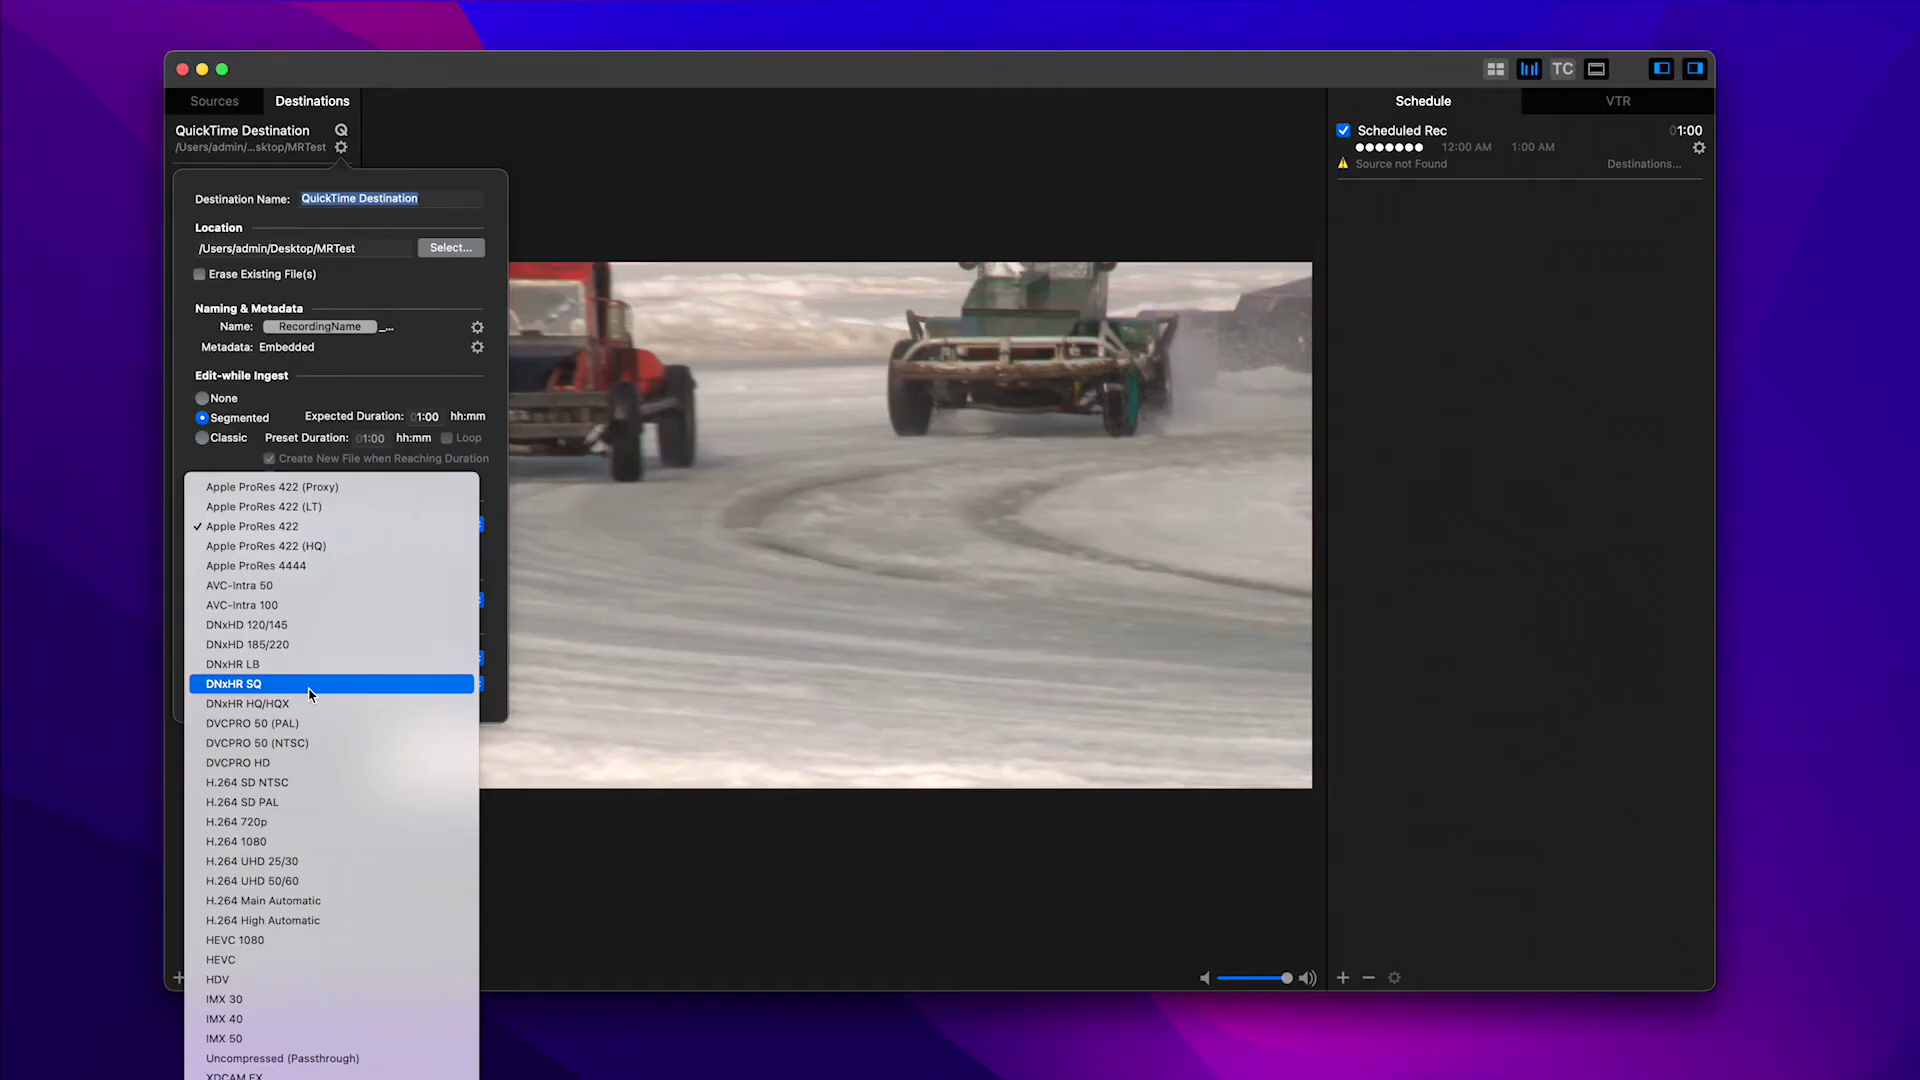 TC
Sources
Destinations
Schedule
VTR
QuickTime Destination
/Users/admin/...sktop/MRTest
Scheduled Rec
01:00
12:00 AM
1:00 AM
Source not Found
Destinations...
Destination Name:
QuickTime Destination
Location
/Users/admin/Desktop/MRTest
Select...
Erase Existing File(s)
Naming & Metadata
Name:
RecordingName
_...
Metadata: Embedded
Edit-while Ingest
None
Segmented
Expected Duration: 01:00 hh:mm
Classic
Preset Duration: 01:00 hh:mm
Loop
Create New File when Reaching Duration
Apple ProRes 422 (Proxy)
Apple ProRes 422 (LT)
Apple ProRes 422
Apple ProRes 422 (HQ)
Apple ProRes 4444
AVC-Intra 50
AVC-Intra 100
DNxHD 120/145
DNxHD 185/220
DNxHR LB
DNxHR SQ
DNxHR HQ/HQX
DVCPRO 50 (PAL)
DVCPRO 50 (NTSC)
DVCPRO HD
H.264 SD NTSC
H.264 SD PAL
H.264 720p
H.264 1080
H.264 UHD 25/30
H.264 UHD 50/60
H.264 Main Automatic
H.264 High Automatic
HEVC 1080
HEVC
HDV
IMX 30
IMX 40
IMX 50
Uncompressed (Passthrough)
XDCAM EX